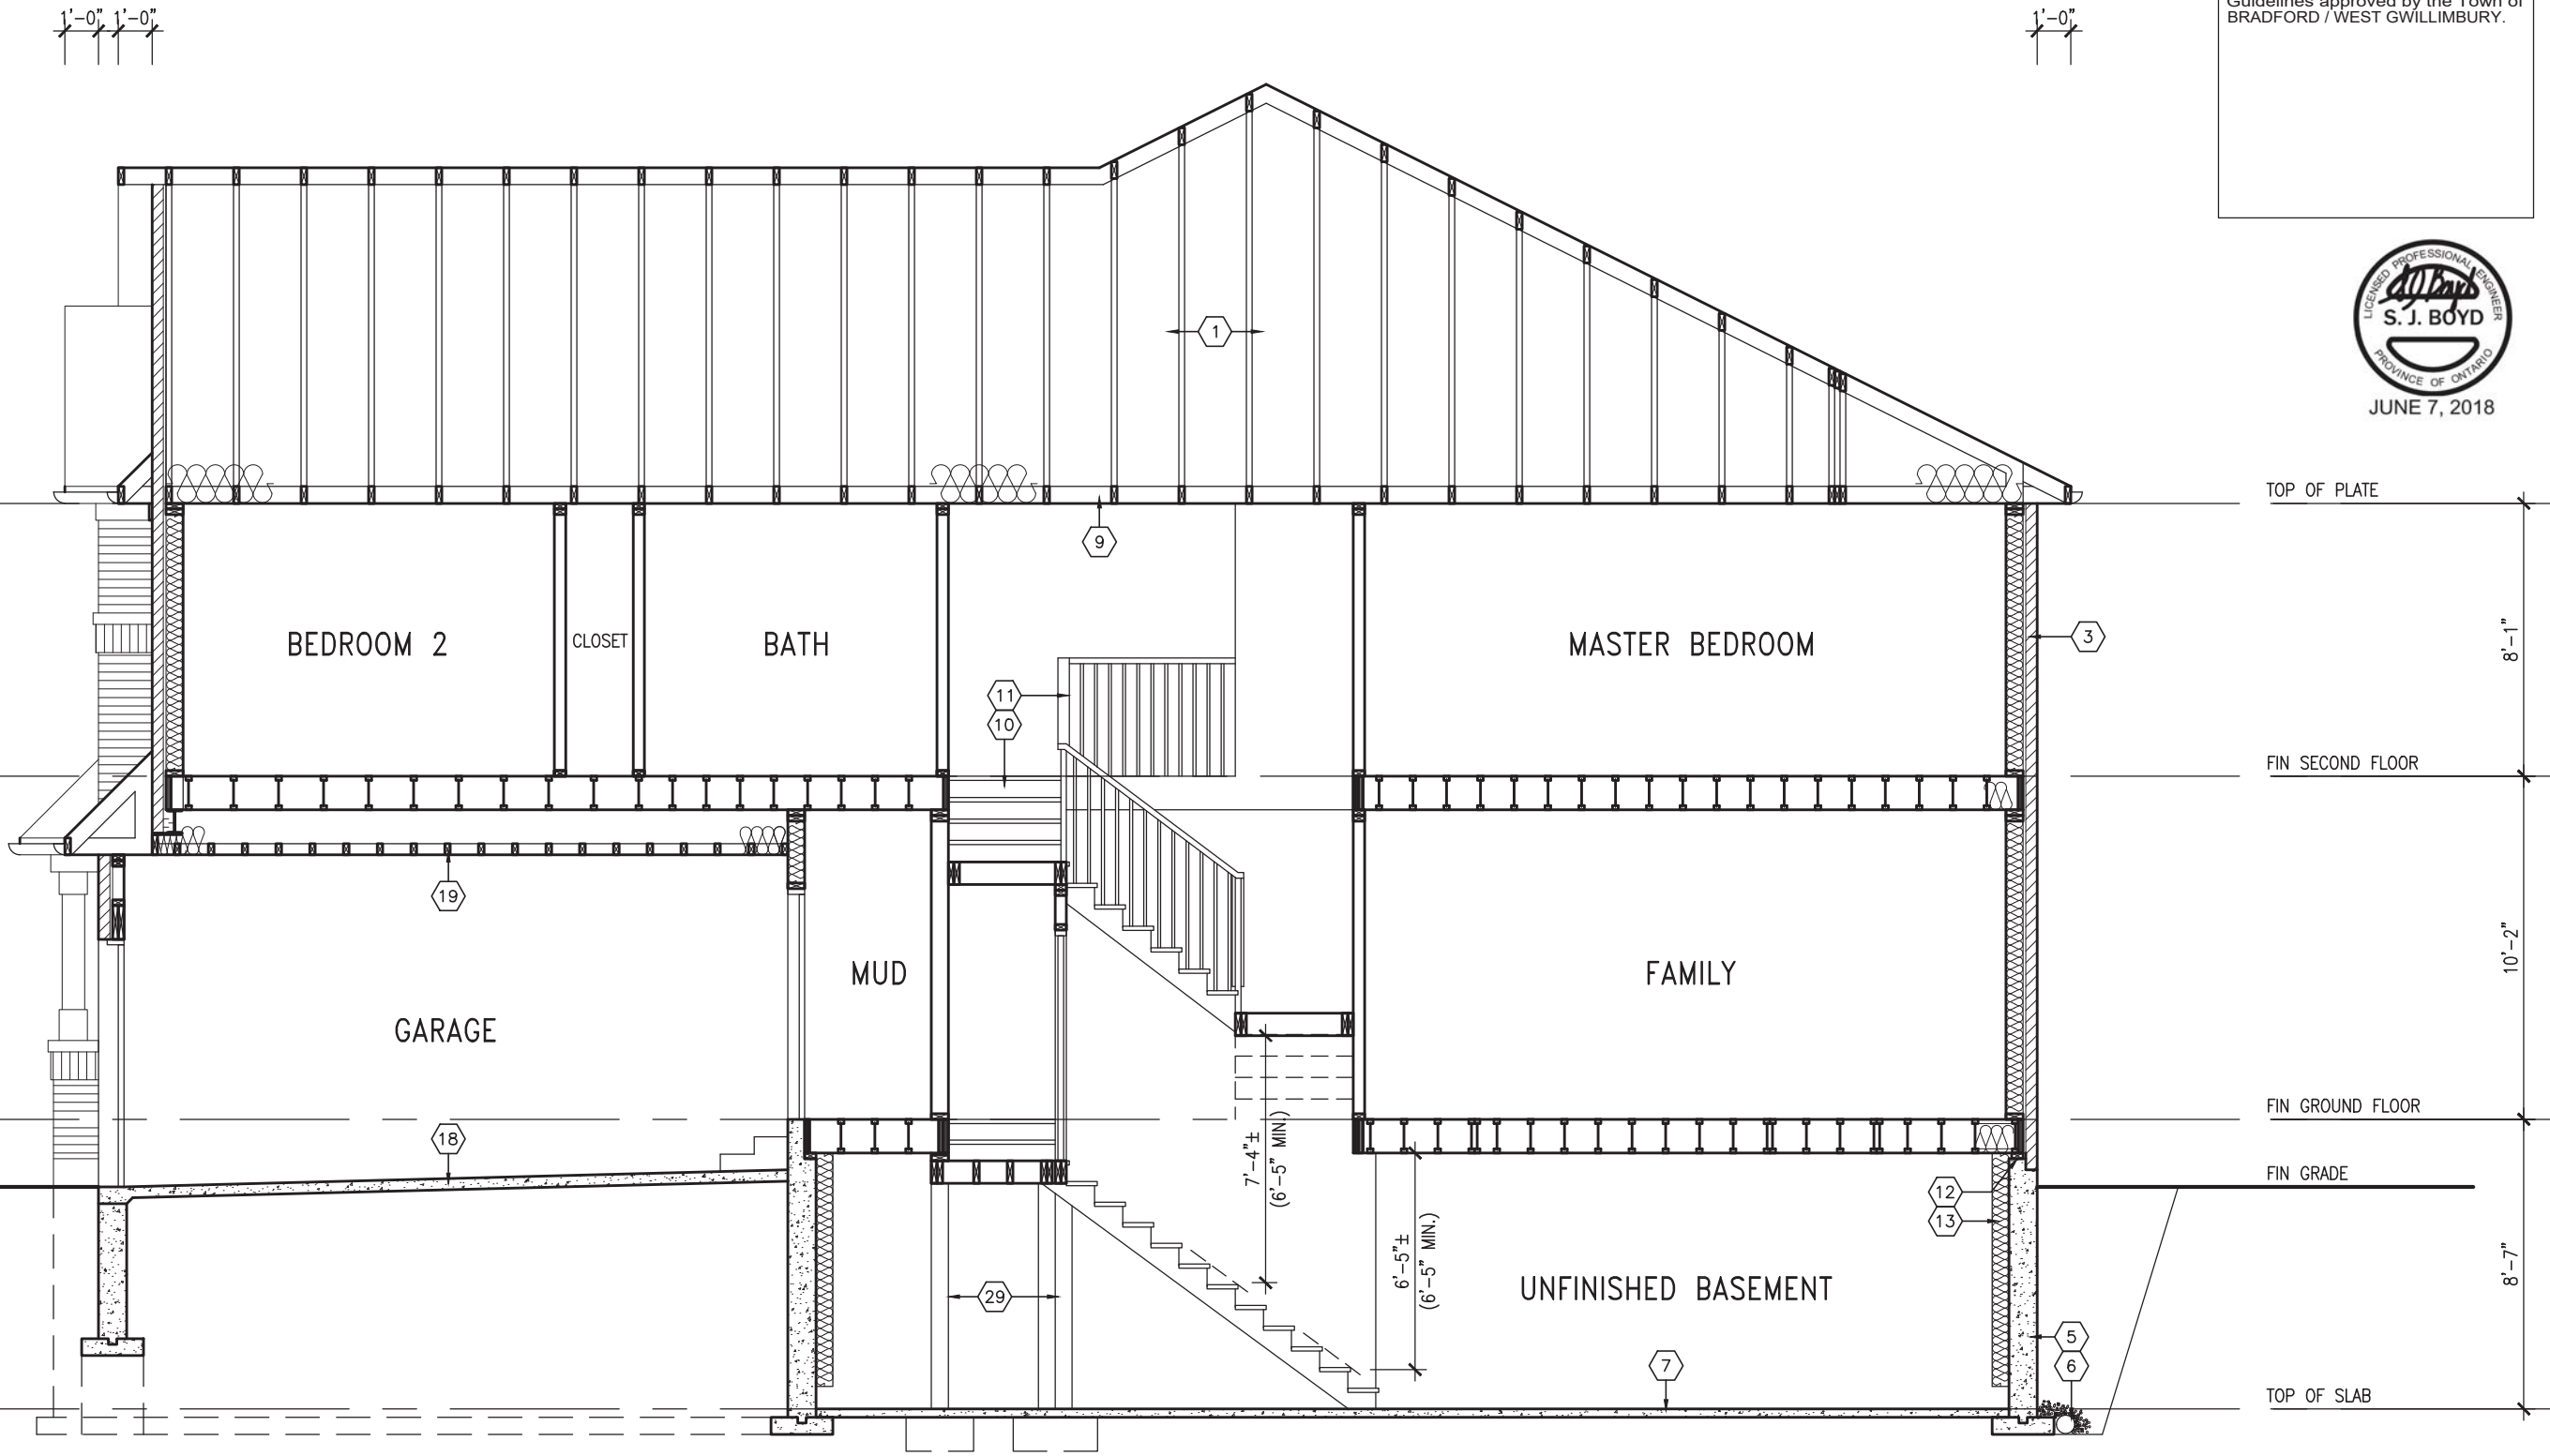 1'-0" 1'-0"
1'-0"
Guidelines approved by the Town of
BRADFORD / WEST GWILLIMBURY.
LICENSED PROFESSIONAL ENGINEER
S. J. BOYD
PROVINCE OF ONTARIO
JUNE 7, 2018
1
TOP OF PLATE
9
BEDROOM 2
CLOSET
BATH
MASTER BEDROOM
3
8'-1"
11
10
FIN SECOND FLOOR
19
MUD
FAMILY
10'-2"
GARAGE
FIN GROUND FLOOR
18
7'-4"±
(6'-5" MIN.)
FIN GRADE
12
13
6'-5"±
(6'-5" MIN.)
29
UNFINISHED BASEMENT
8'-7"
5
6
7
TOP OF SLAB